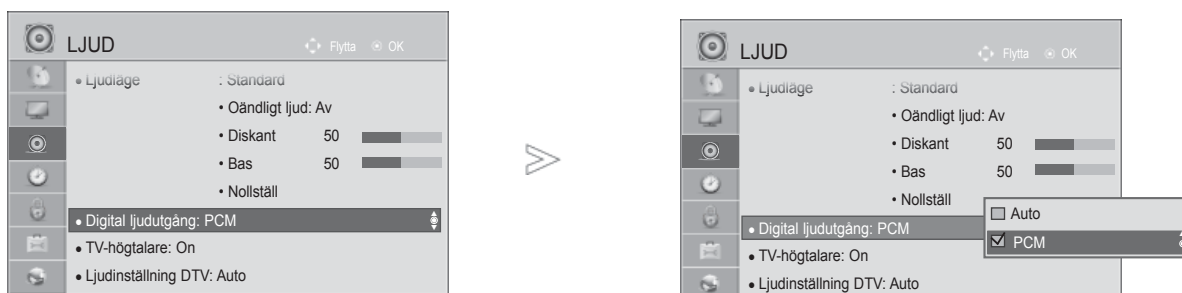 LJUD
Flytta OK
• Ljudläge : Standard
• Oändligt ljud: Av
• Diskant 50
• Bas 50
• Nollställ
• Digital ljudutgång: PCM
• TV-högtalare: On
• Ljudinställning DTV: Auto
LJUD
Flytta OK
• Ljudläge : Standard
• Oändligt ljud: Av
• Diskant 50
• Bas 50
• Nollställ
• Digital ljudutgång: PCM
Auto
PCM
• TV-högtalare: On
• Ljudinställning DTV: Auto